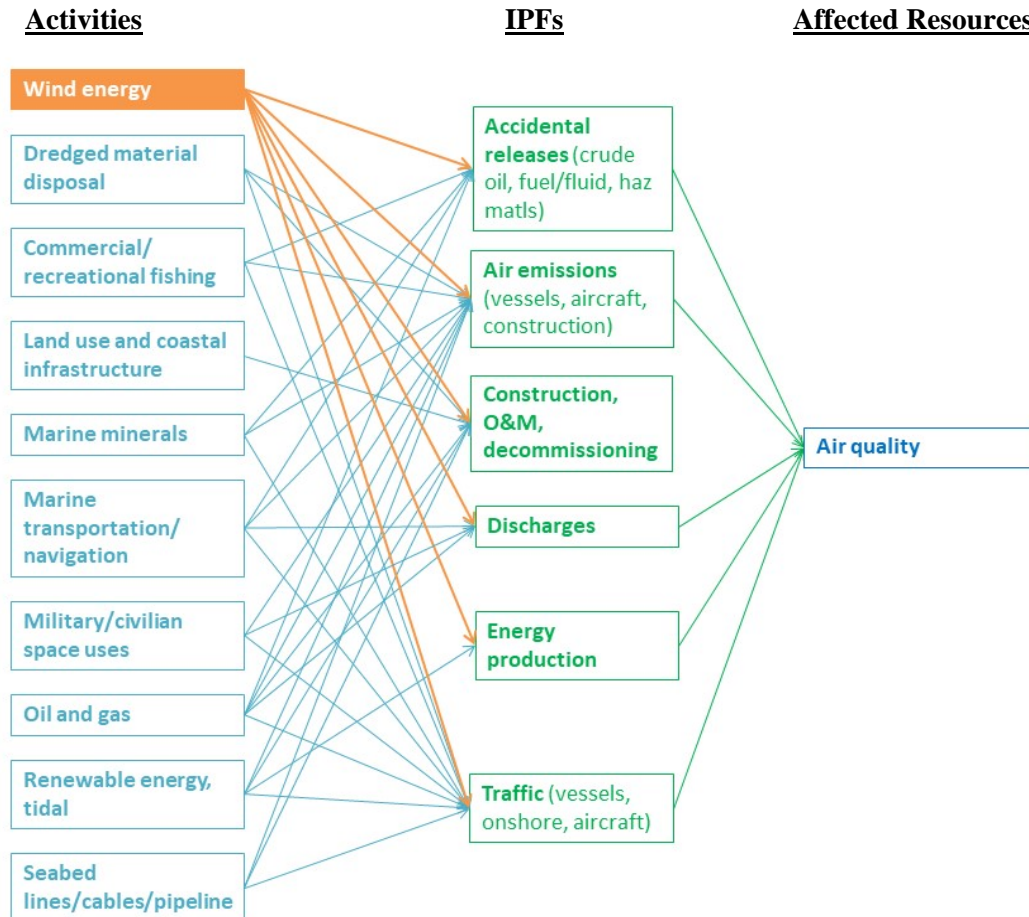 Activities
IPFs
Affected Resources
Wind energy
Dredged material
disposal
Commercial/
recreational fishing
Land use and coastal
infrastructure
Marine minerals
Marine
transportation/
navigation
Military/civilian
space uses
Oil and gas
Renewable energy,
tidal
Seabed
lines/cables/pipeline
Accidental
releases (crude
oil, fuel/fluid, haz
matls)
Air emissions
(vessels, aircraft,
construction)
Construction,
O&M,
decommissioning
Discharges
Energy
production
Traffic (vessels,
onshore, aircraft)
Air quality